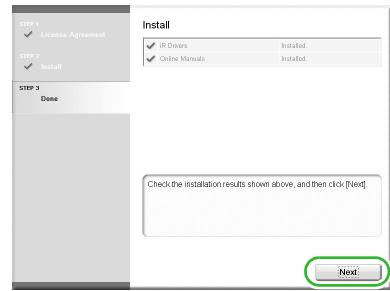 STEP 1
License Agreement
STEP 2
Install
STEP 3
Done
Install
iR Drivers Installed.
Online Manuals Installed.
Check the installation results shown above, and then click [Next].
Next